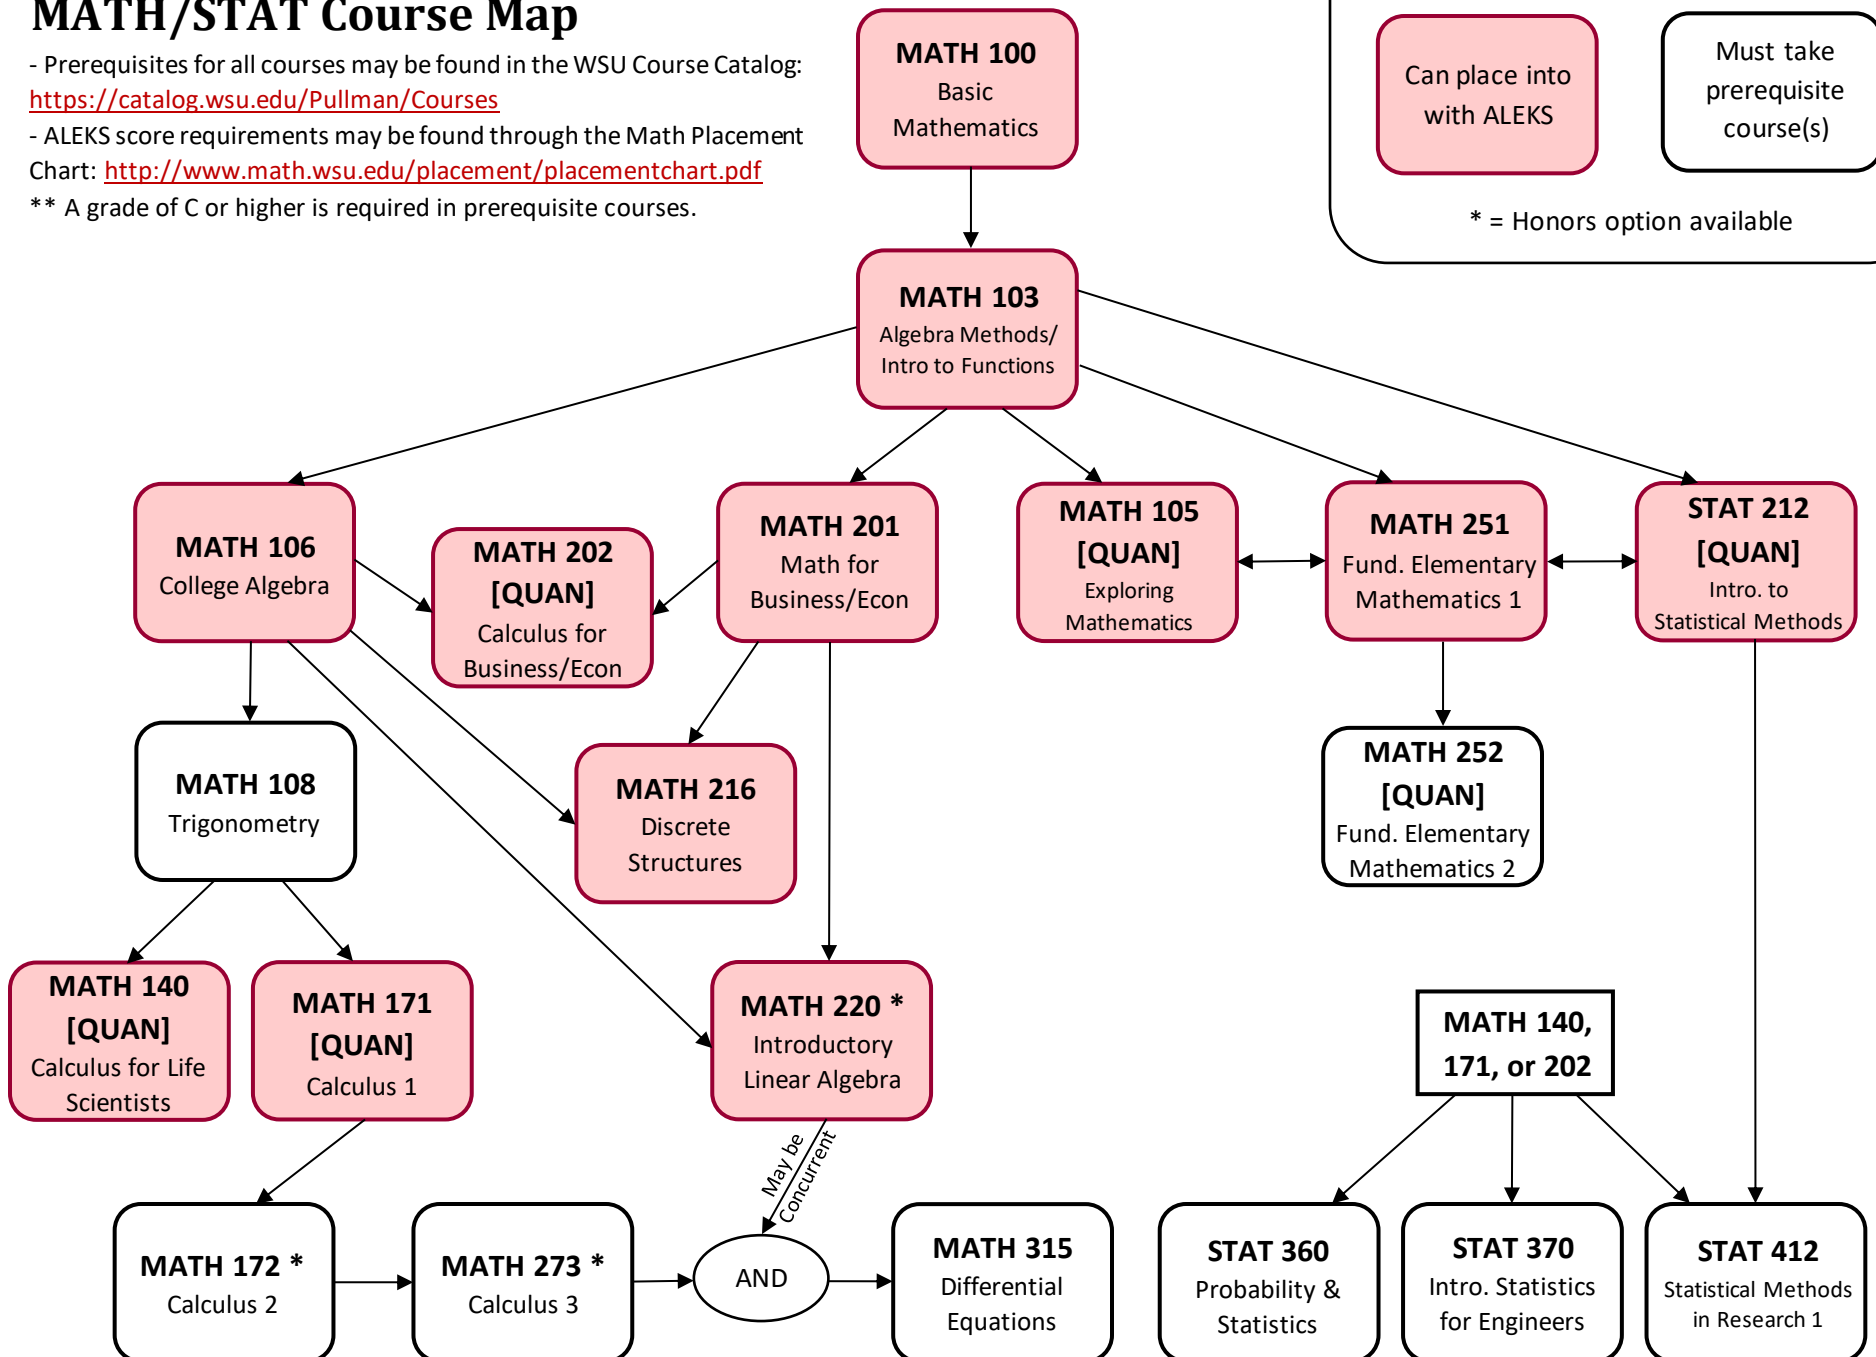 MATH/STAT Course Map
- Prerequisites for all courses may be found in the WSU Course Catalog:
https://catalog.wsu.edu/Pullman/Courses
- ALEKS score requirements may be found through the Math Placement
Chart: http://www.math.wsu.edu/placement/placementchart.pdf
** A grade of C or higher is required in prerequisite courses.
MATH 100
Basic
Mathematics
Can place into
with ALEKS
Must take
prerequisite
course(s)
* = Honors option available
MATH 103
Algebra Methods/
Intro to Functions
MATH 106
College Algebra
MATH 202
[QUAN]
Calculus for
Business/Econ
MATH 201
Math for
Business/Econ
MATH 105
[QUAN]
Exploring
Mathematics
MATH 251
Fund. Elementary
Mathematics 1
STAT 212
[QUAN]
Intro. to
Statistical Methods
MATH 108
Trigonometry
MATH 216
Discrete
Structures
MATH 252
[QUAN]
Fund. Elementary
Mathematics 2
MATH 140
[QUAN]
Calculus for Life
Scientists
MATH 171
[QUAN]
Calculus 1
MATH 220 *
Introductory
Linear Algebra
MATH 140,
171, or 202
May be
Concurrent
MATH 172 *
Calculus 2
MATH 273 *
Calculus 3
AND
MATH 315
Differential
Equations
STAT 360
Probability &
Statistics
STAT 370
Intro. Statistics
for Engineers
STAT 412
Statistical Methods
in Research 1